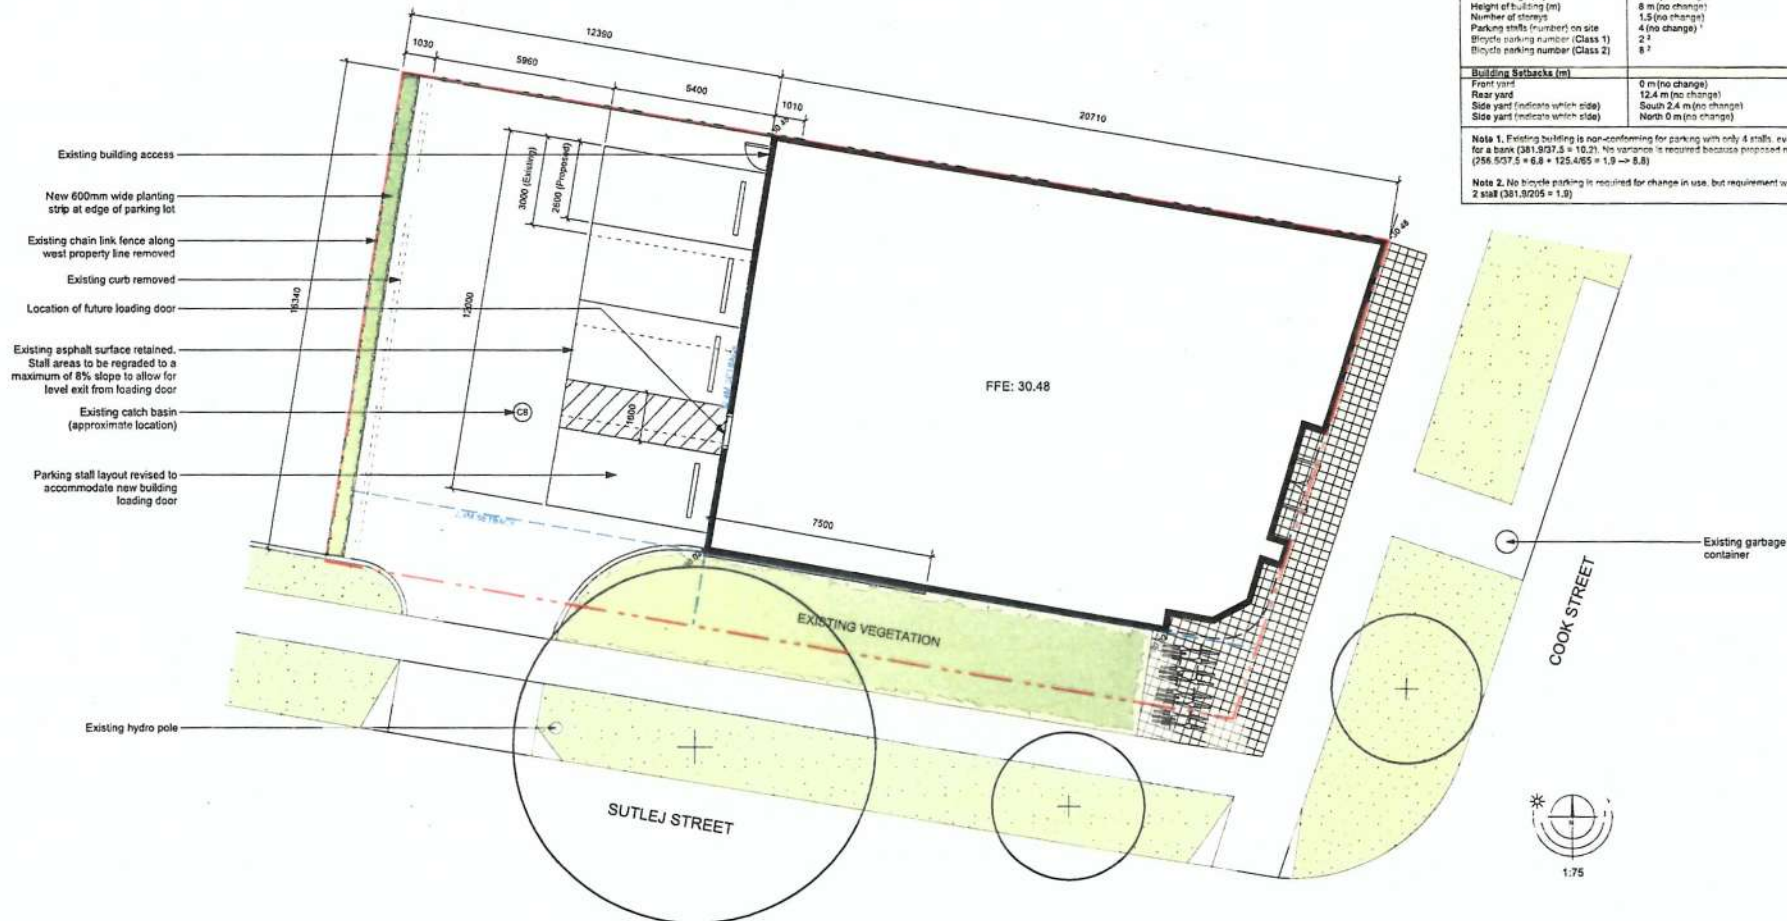 Height of building (m) 8 m (no change)
Number of storeys 1.5 (no change)
Parking stalls (number) on site 4 (no change) ¹
Bicycle parking number (Class 1) 2 ²
Bicycle parking number (Class 2) 8 ²
Building Setbacks (m)
Front yard 0 m (no change)
Rear yard 12.4 m (no change)
Side yard (indicate which side) South 2.4 m (no change)
Side yard (indicate which side) North 0 m (no change)
Note 1. Existing building is non-conforming for parking with only 4 stalls,
for a bank (381.9/37.5 = 10.2). No variance is required because proposed
(256.5/37.5 = 6.8 + 125.4/65 = 1.9 --> 8.8)
Note 2. No bicycle parking is required for change in use, but requirement
2 stall (381.9/205 = 1.9)
12390
1030
5960
5400
1010
20710
30.48
30.48
3000 (Existing)
2600 (Proposed)
16340
12000
1600
7500
Existing building access
New 600mm wide planting
strip at edge of parking lot
Existing chain link fence along
west property line removed
Existing curb removed
Location of future loading door
Existing asphalt surface retained.
Stall areas to be regraded to a
maximum of 8% slope to allow for
level exit from loading door
Existing catch basin
(approximate location)
CB
Parking stall layout revised to
accommodate new building
loading door
FFE: 30.48
EXISTING VEGETATION
Existing garbage
container
COOK STREET
Existing hydro pole
SUTLEJ STREET
N
1:75